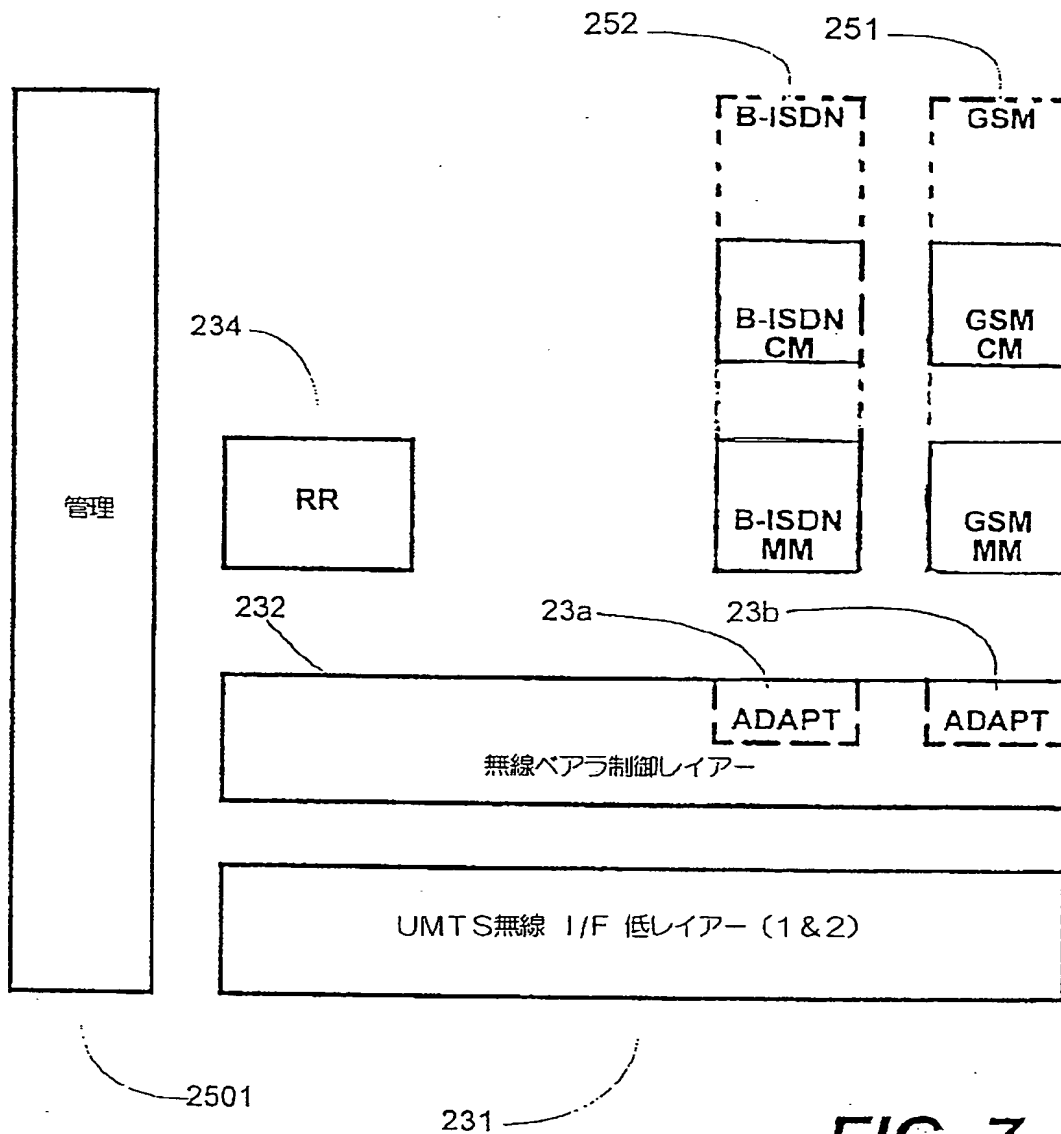 252
251
B-ISDN
GSM
B-ISDN
CM
GSM
CM
234
管理
RR
B-ISDN
MM
GSM
MM
232
23a
23b
ADAPT
ADAPT
無線ベアラ制御レイアー
UMTS無線 I/F 低レイアー (1&2)
2501
231